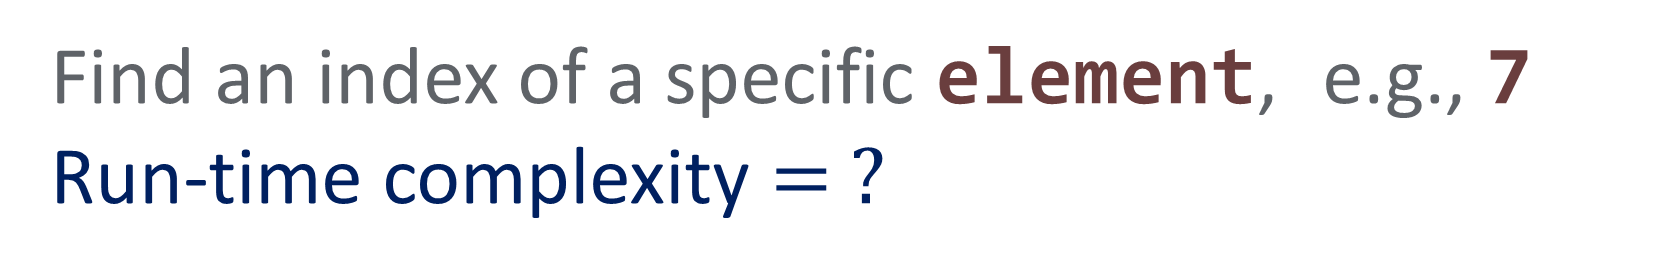 Find an index of a specific element, e.g., 7
Run-time complexity = ?